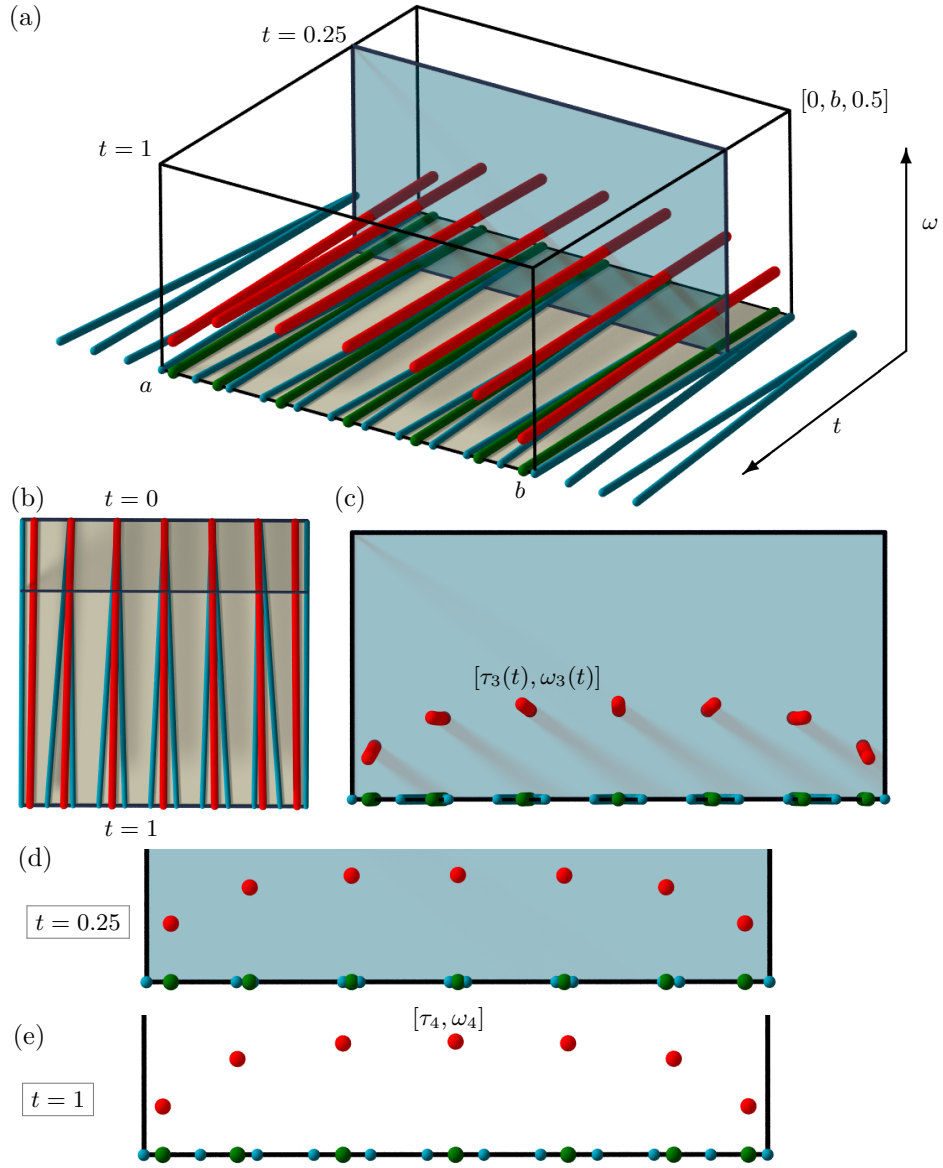 (a)
t = 0.25
[0, b, 0.5]
t = 1
ω
a
t
b
(b)
t = 0
(c)
[τ₃(t), ω₃(t)]
t = 1
(d)
t = 0.25
[τ₄, ω₄]
(e)
t = 1